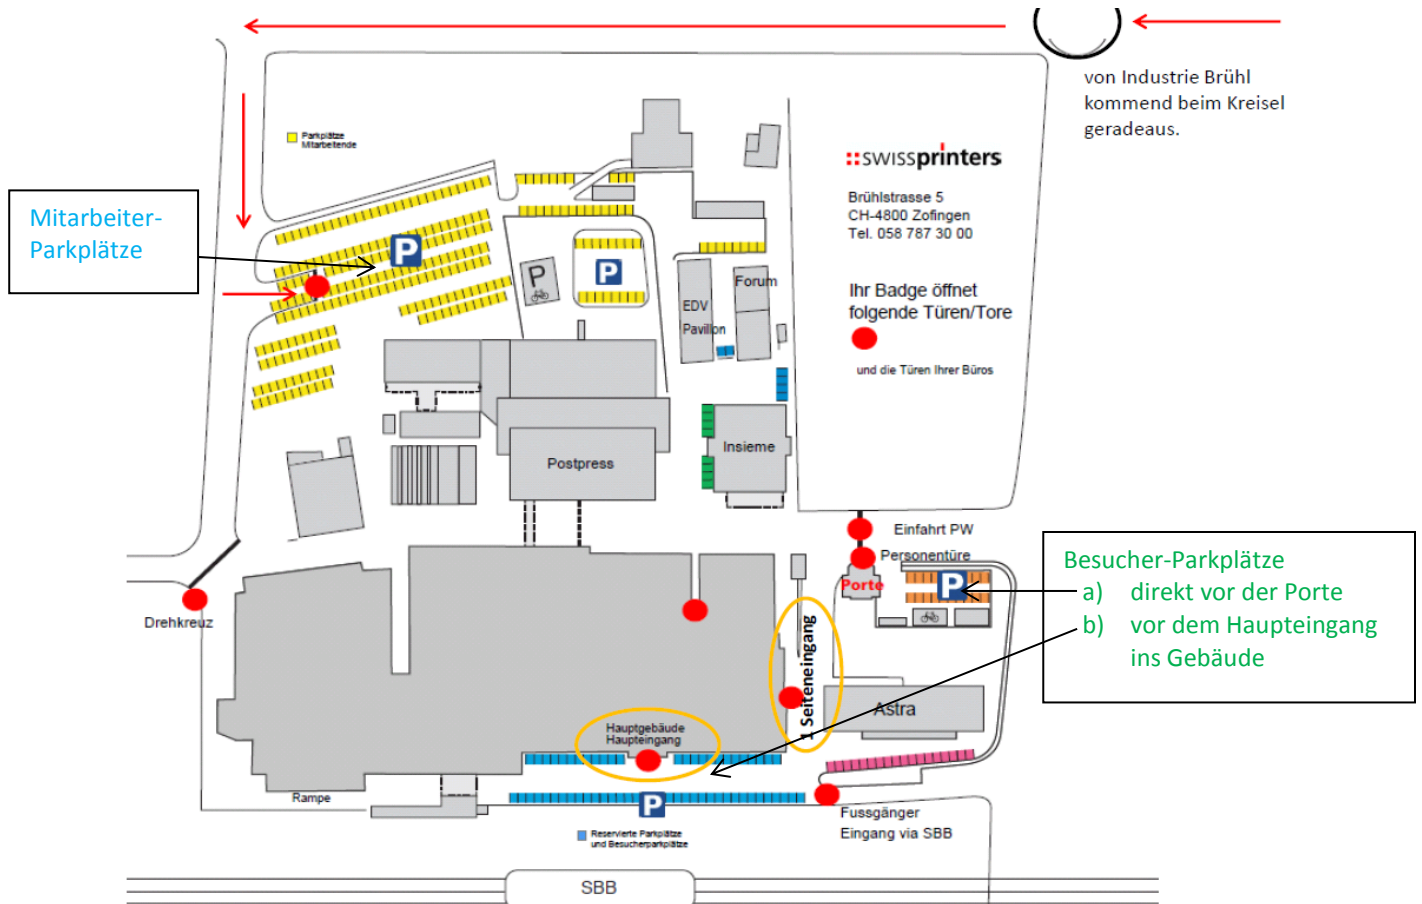 von Industrie Brühl
kommend beim Kreisel
geradeaus.
Parkplätze
Mitarbeitende
swissprinters
Brühlstrasse 5
CH-4800 Zofingen
Tel. 058 787 30 00
Mitarbeiter-
Parkplätze
P
P
P
Forum
EDV
Pavillon
Ihr Badge öffnet
folgende Türen/Tore
und die Türen Ihrer Büros
Insieme
Postpress
Einfahrt PW
Personentüre
Porte
P
Besucher-Parkplätze
a) direkt vor der Porte
b) vor dem Haupteingang
ins Gebäude
Drehkreuz
1 Seiteneingang
Astra
Hauptgebäude
Haupteingang
Rampe
P
Fussgänger
Eingang via SBB
Reservierte Parkplätze
und Besucherparkplätze
SBB